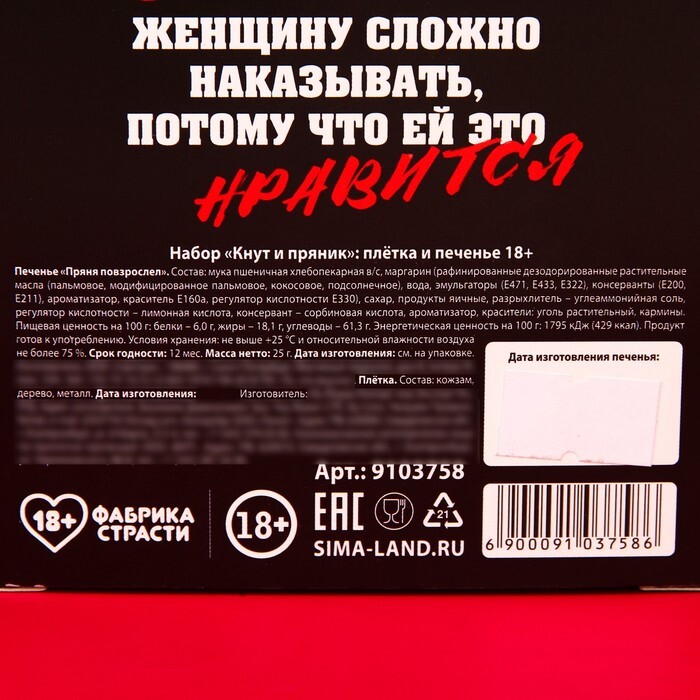 ЖЕНЩИНУ СЛОЖНО
НАКАЗЫВАТЬ,
ПОТОМУ ЧТО ЕЙ ЭТО
НРАВИТСЯ
Набор «Кнут и пряник»: плётка и печенье 18+
Печенье «Пряня повзрослел». Состав: мука пшеничная хлебопекарная в/с, маргарин (рафинированные дезодорированные растительные
масла (пальмовое, модифицированное пальмовое, кокосовое, подсолнечное), вода, эмульгаторы (Е471, Е433, Е322), консерванты (Е200,
Е211), ароматизатор, краситель Е160а, регулятор кислотности Е330), сахар, продукты яичные, разрыхлитель – углеаммонийная соль,
регулятор кислотности – лимонная кислота, консервант – сорбиновая кислота, ароматизатор, красители: уголь растительный, кармины.
Пищевая ценность на 100 г: белки – 6,0 г, жиры – 18,1 г, углеводы – 61,3 г. Энергетическая ценность на 100 г: 1795 кДж (429 ккал). Продукт
готов к употреблению. Условия хранения: не выше +25 °C и относительной влажности воздуха
не более 75 %. Срок годности: 12 мес. Масса нетто: 25 г. Дата изготовления: см. на упаковке.
Плётка. Состав: кожзам,
дерево, металл. Дата изготовления: Изготовитель:
Дата изготовления печенья:
Арт.: 9103758
18+ ФАБРИКА
СТРАСТИ
18+
EAC
21
SIMA-LAND.RU
6 900091 037586